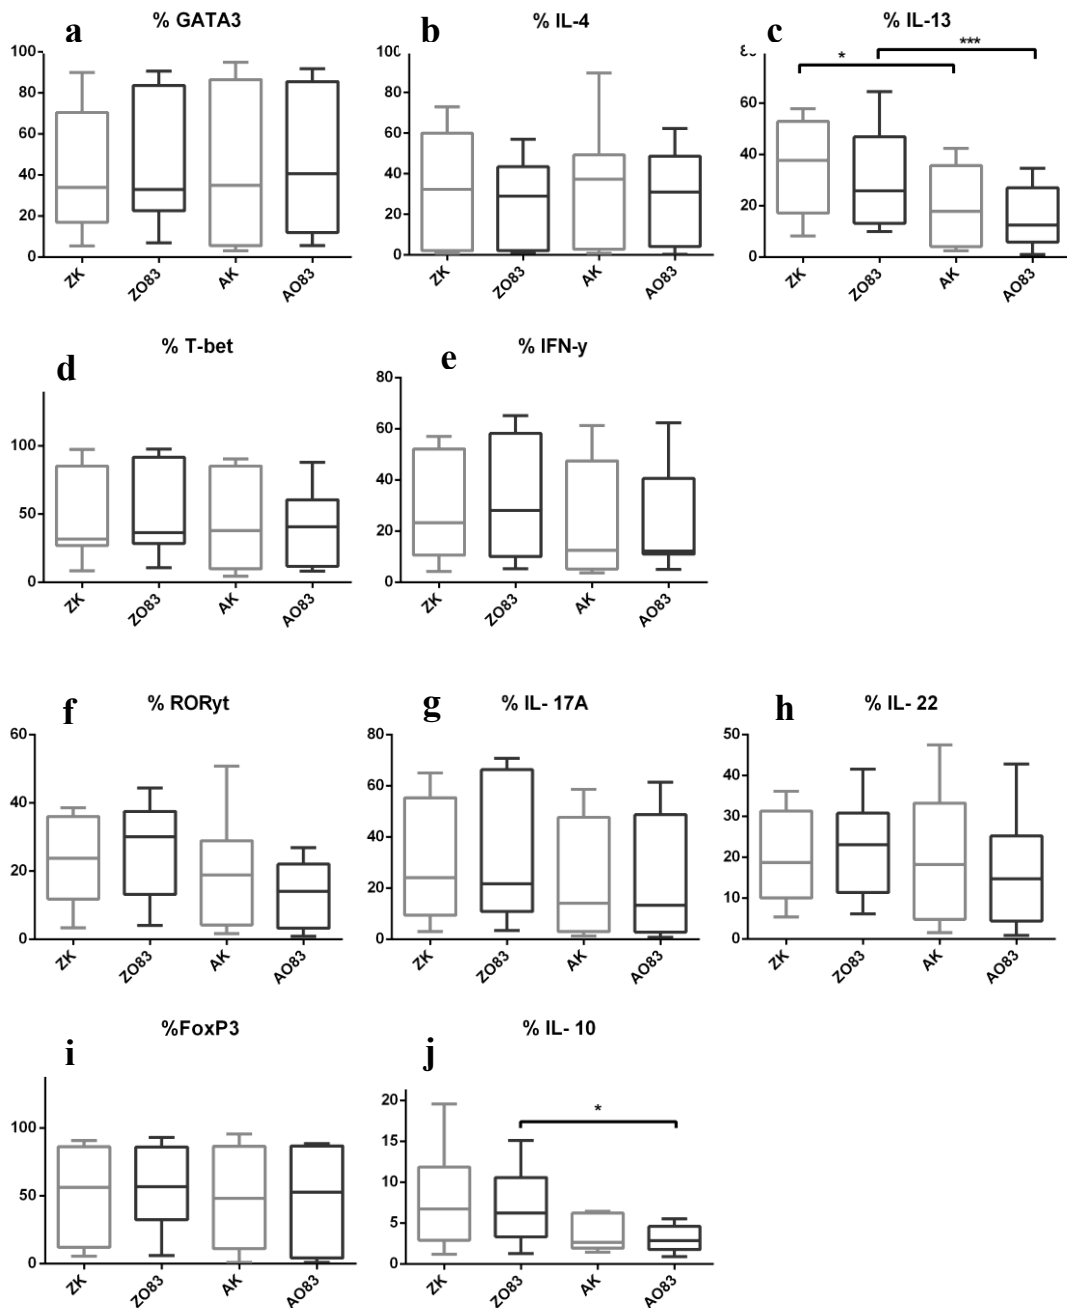 a % GATA3
100
80
60
40
20
0
ZK ZO83 AK AO83
b % IL-4
80
60
40
20
0
ZK ZO83 AK AO83
c % IL-13
* ***
60
40
20
0
ZK ZO83 AK AO83
d % T-bet
100
50
0
ZK ZO83 AK AO83
e % IFN-y
80
60
40
20
0
ZK ZO83 AK AO83
f % RORyt
60
40
20
0
ZK ZO83 AK AO83
g % IL- 17A
80
60
40
20
0
ZK ZO83 AK AO83
h % IL- 22
50
40
30
20
10
0
ZK ZO83 AK AO83
i %FoxP3
100
50
0
ZK ZO83 AK AO83
j % IL- 10
*
20
15
10
5
0
ZK ZO83 AK AO83